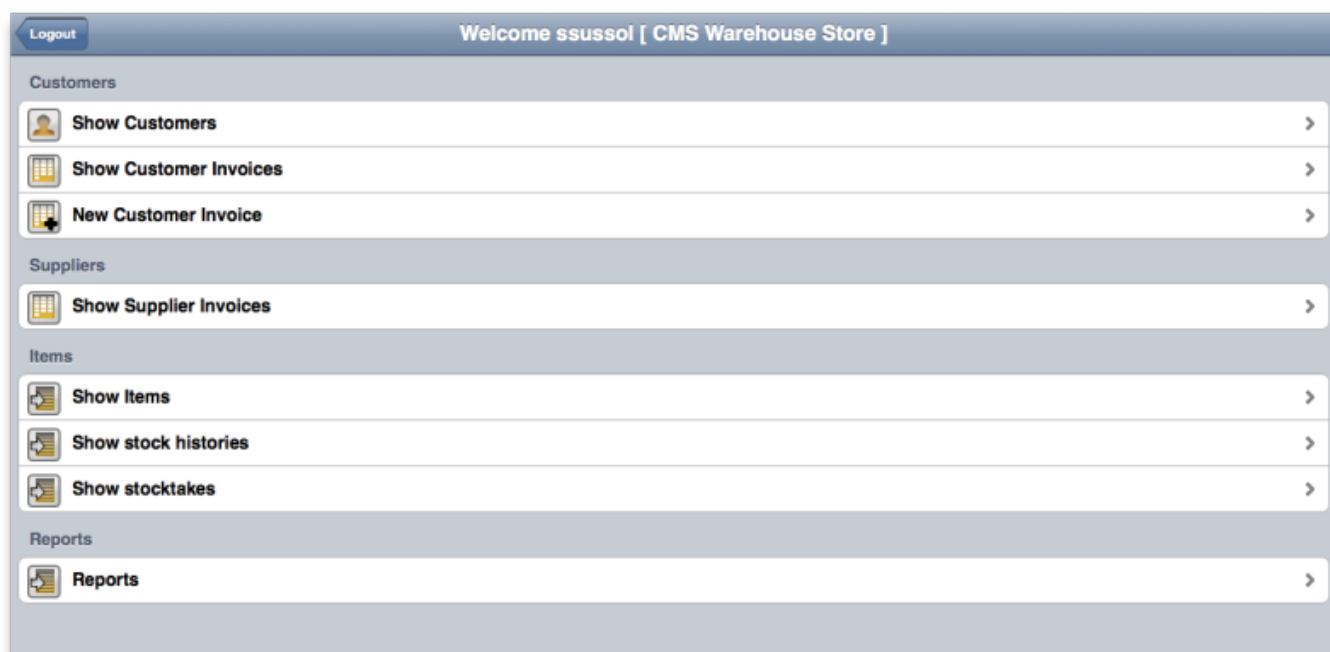 Logout
Welcome ssussol [ CMS Warehouse Store ]
Customers
Show Customers
Show Customer Invoices
New Customer Invoice
Suppliers
Show Supplier Invoices
Items
Show Items
Show stock histories
Show stocktakes
Reports
Reports